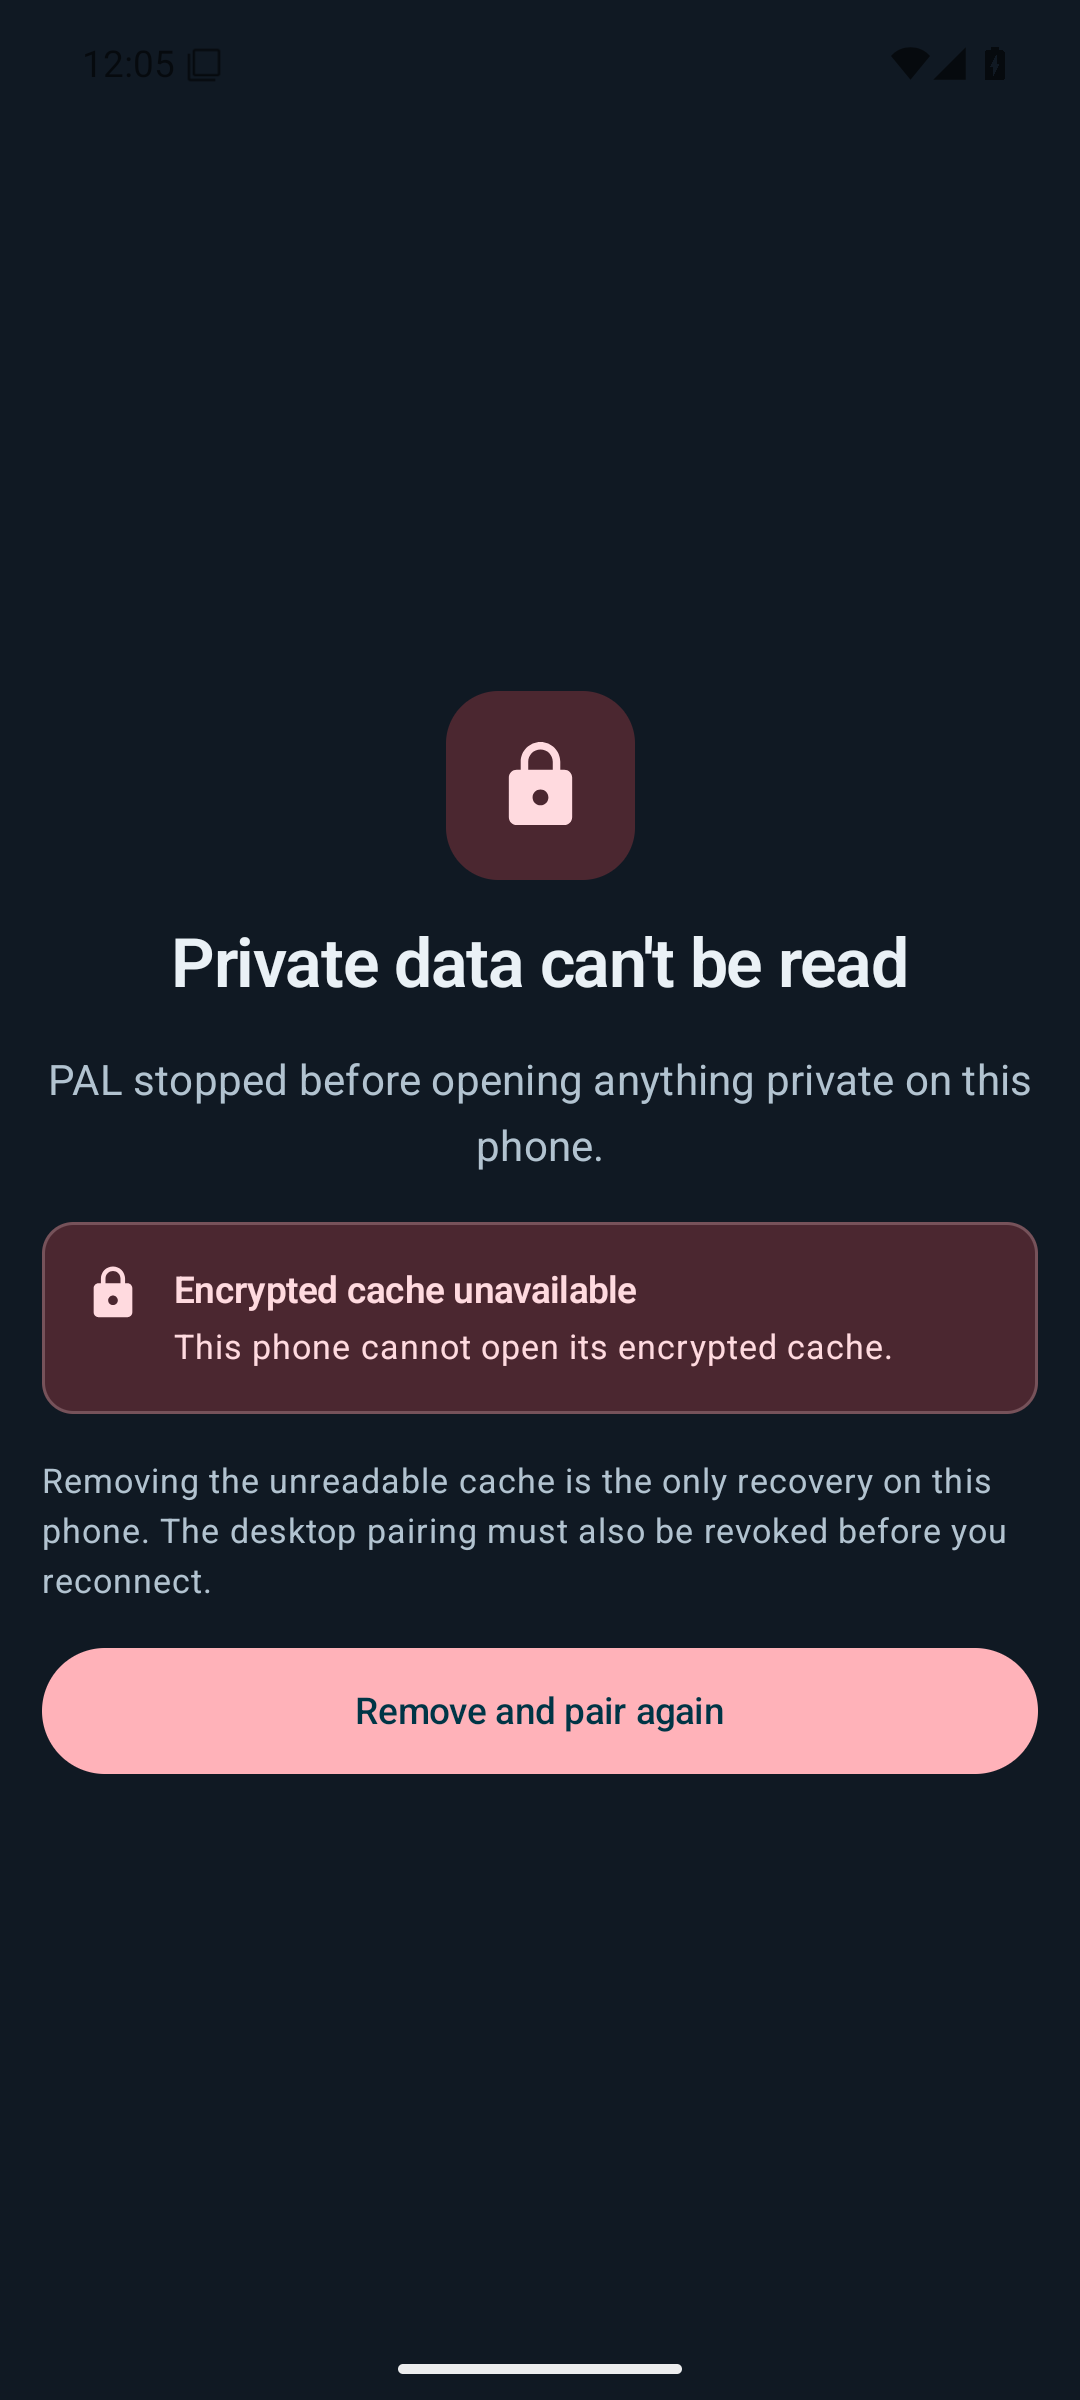 12:05
Private data can't be read
PAL stopped before opening anything private on this
phone.
Encrypted cache unavailable
This phone cannot open its encrypted cache.
Removing the unreadable cache is the only recovery on this
phone. The desktop pairing must also be revoked before you
reconnect.
Remove and pair again